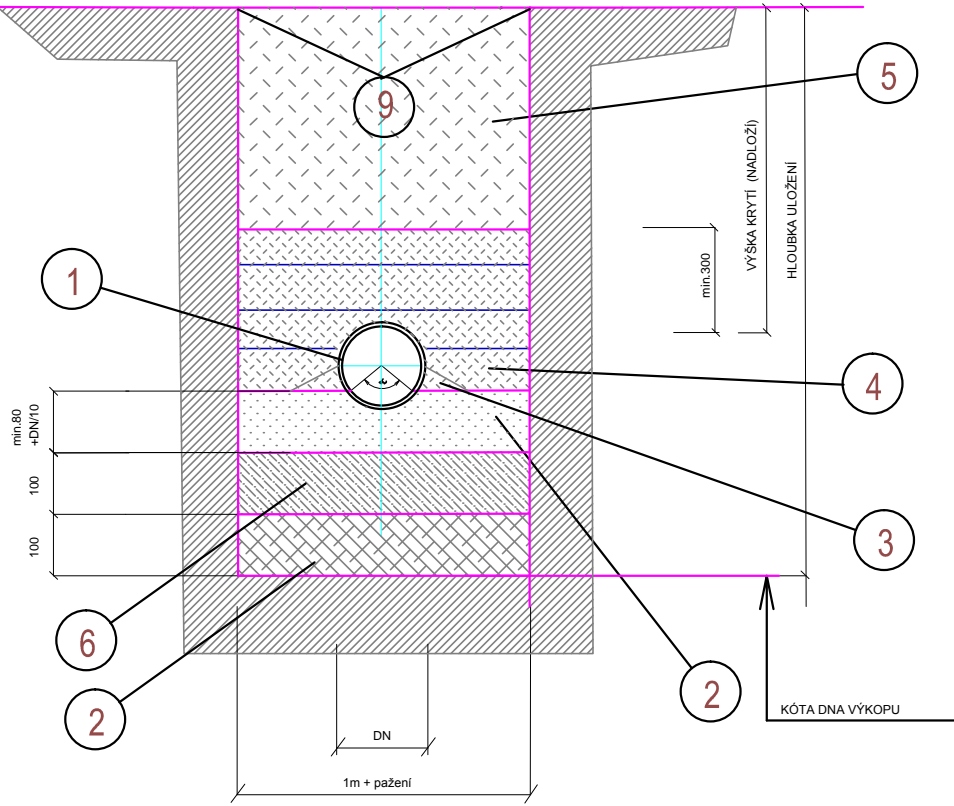 5
9
VÝŠKA KRYTÍ (NADLOŽÍ)
HLOUBKA ULOŽENÍ
min.300
1
4
α
min.80
+DN/10
100
3
100
6
2
2
KÓTA DNA VÝKOPU
DN
1m + pažení